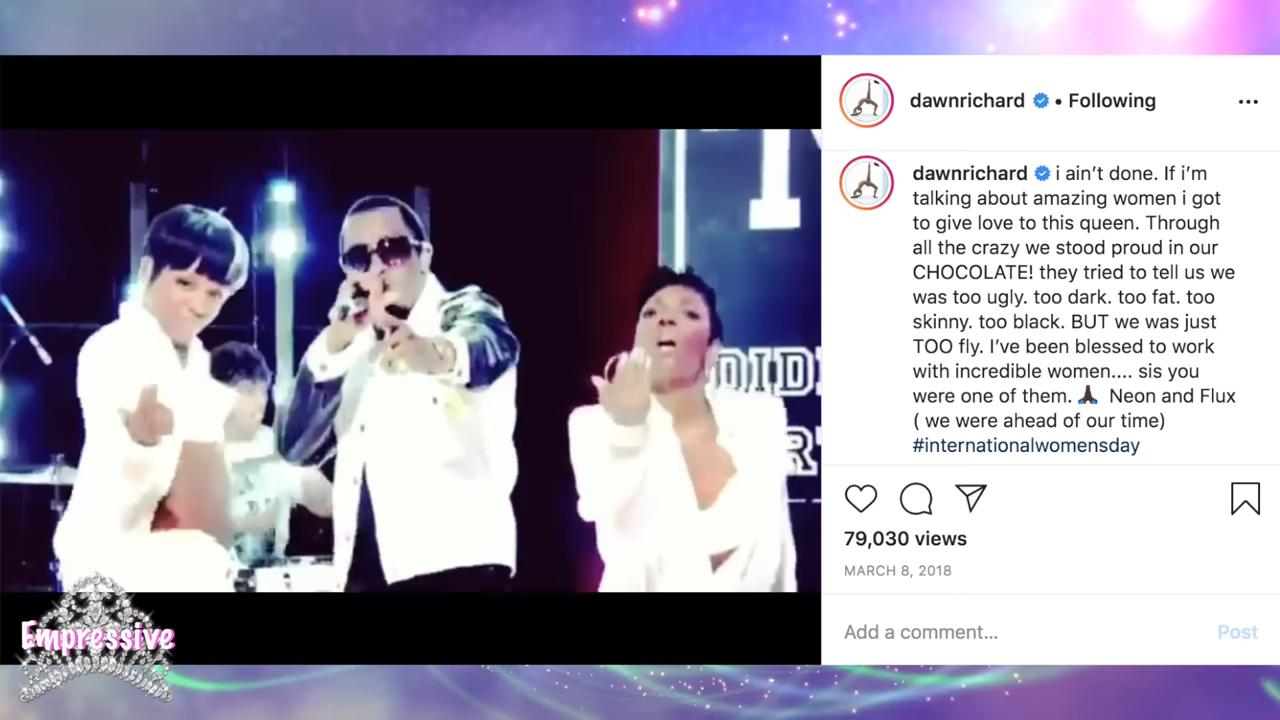 dawnrichard • Following
dawnrichard i ain’t done. If i’m
talking about amazing women i got
to give love to this queen. Through
all the crazy we stood proud in our
CHOCOLATE! they tried to tell us we
was too ugly. too dark. too fat. too
skinny. too black. BUT we was just
TOO fly. I’ve been blessed to work
with incredible women.... sis you
were one of them. 🙏🏿 Neon and Flux
( we were ahead of our time)
#internationalwomensday
79,030 views
MARCH 8, 2018
Add a comment...
Post
Empressive